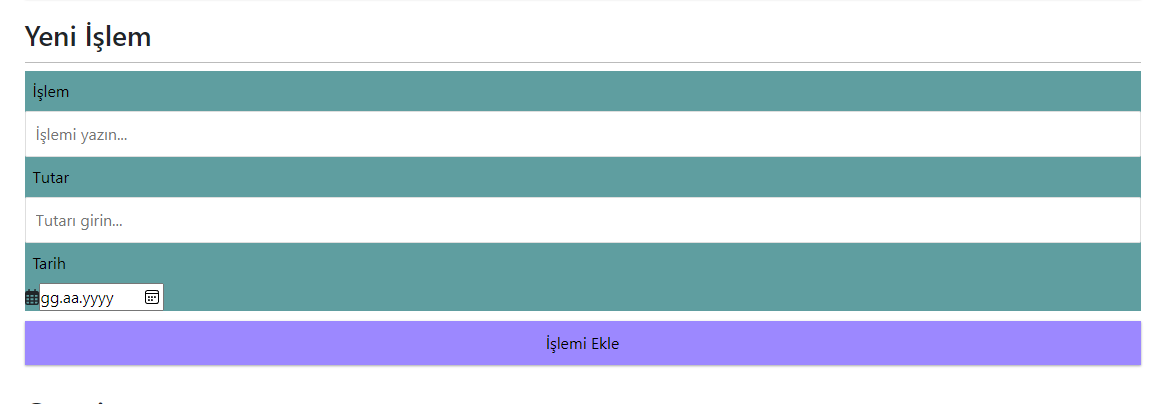 Yeni İşlem
İşlem
İşlemi yazın...
Tutar
Tutarı girin...
Tarih
gg.aa.yyyy
İşlemi Ekle